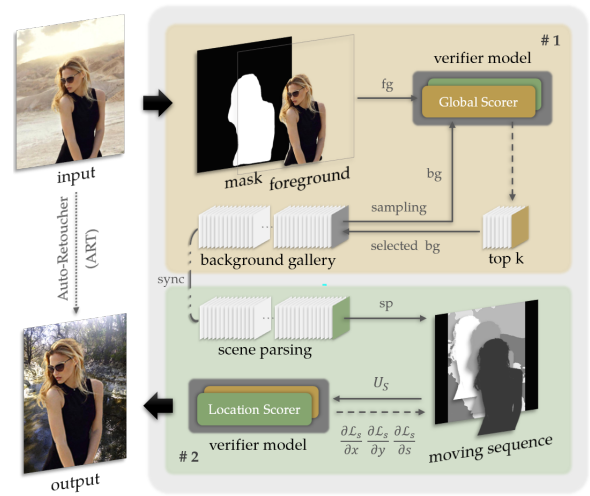 # 1
verifier model
Global Scorer
fg
mask
foreground
input
bg
sampling
selected bg
background gallery
top k
Auto-Retoucher
(ART)
sync
sp
scene parsing
U_S
Location Scorer
∂ℒ_s/∂x ∂ℒ_s/∂y ∂ℒ_s/∂s
verifier model
moving sequence
# 2
output